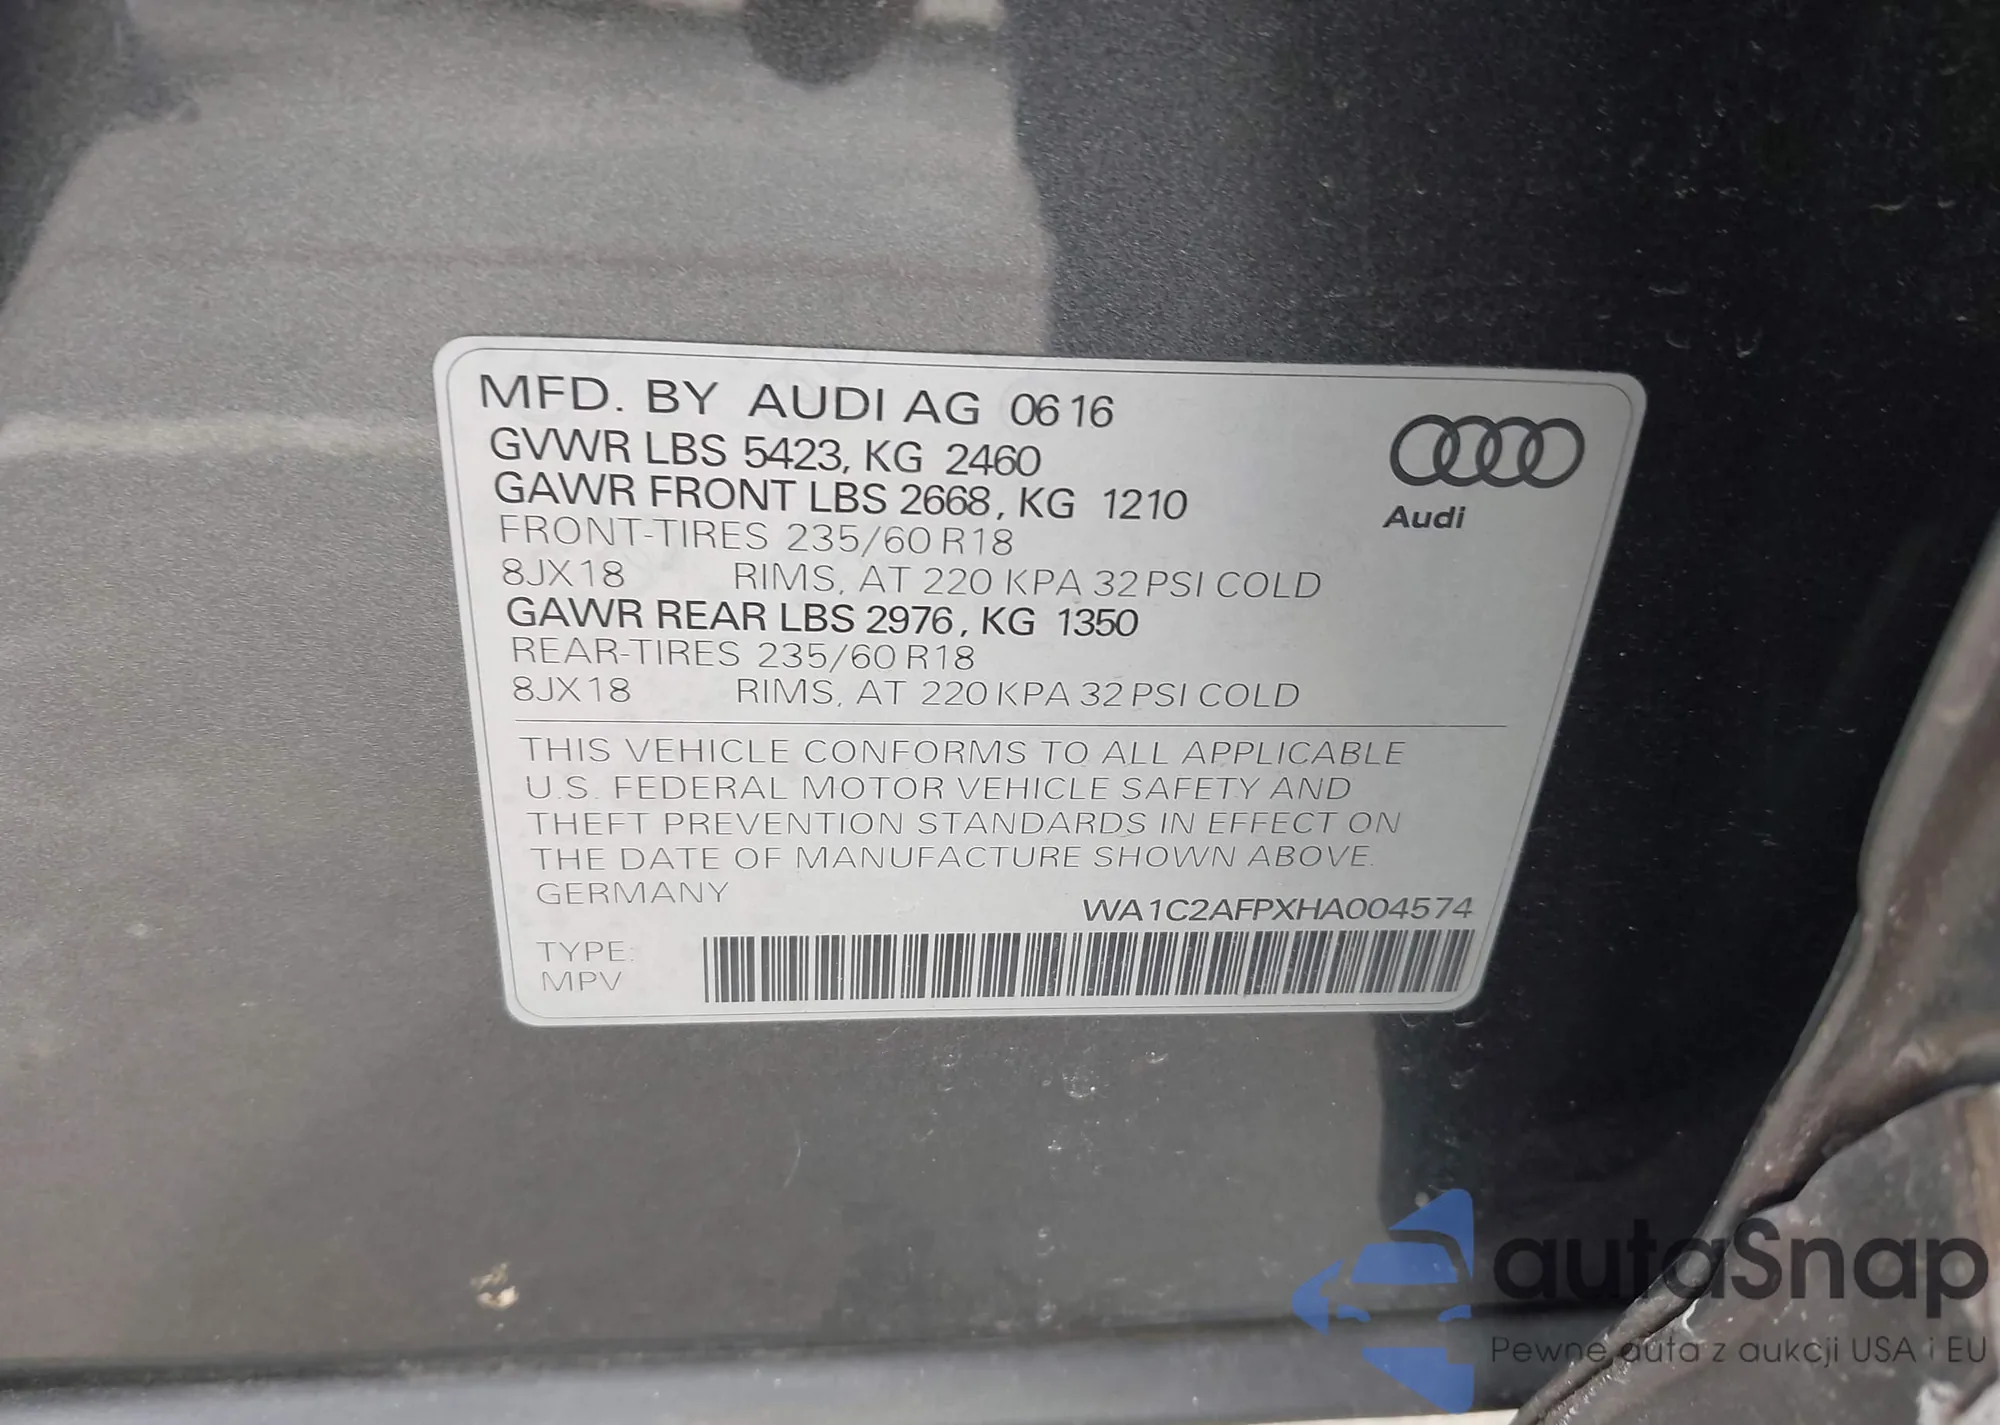 MFD. BY AUDI AG 06 16
GVWR LBS 5423, KG 2460
GAWR FRONT LBS 2668, KG 1210
FRONT-TIRES 235/60 R18
8JX18 RIMS, AT 220 KPA 32 PSI COLD
GAWR REAR LBS 2976, KG 1350
REAR-TIRES 235/60 R18
8JX18 RIMS, AT 220 KPA 32 PSI COLD
Audi
THIS VEHICLE CONFORMS TO ALL APPLICABLE
U.S. FEDERAL MOTOR VEHICLE SAFETY AND
THEFT PREVENTION STANDARDS IN EFFECT ON
THE DATE OF MANUFACTURE SHOWN ABOVE.
GERMANY
WA1C2AFPXHA004574
TYPE:
MPV
autaSnap
Pewne auta z aukcji USA i EU